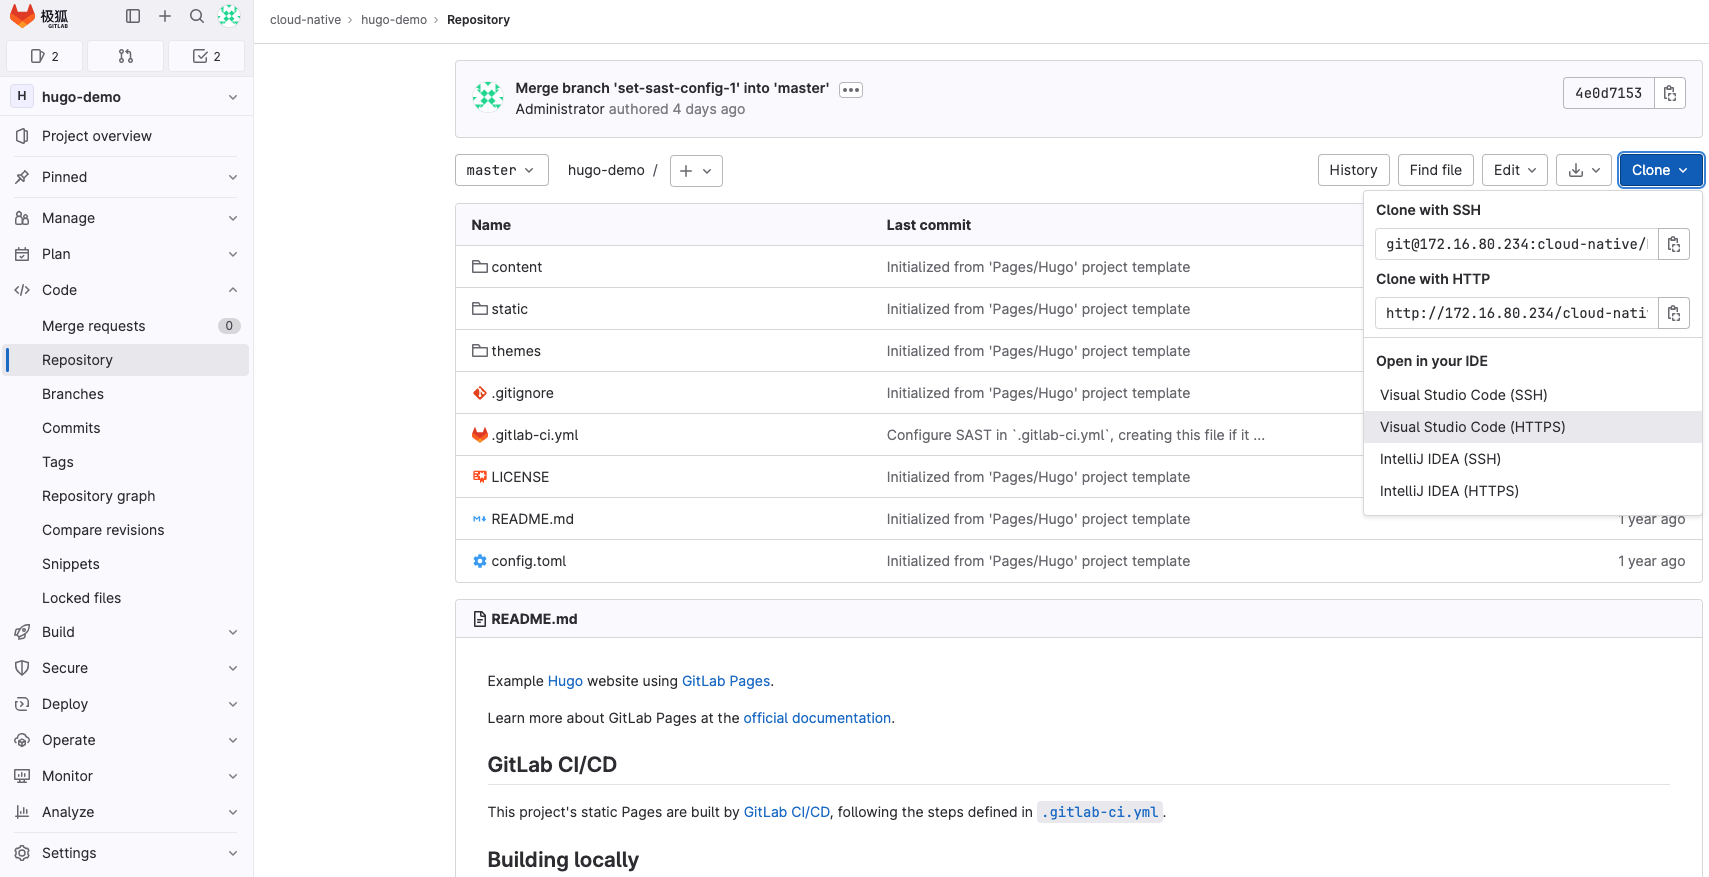 极狐
GITLAB
2
2
H hugo-demo
Project overview
Pinned
Manage
Plan
Code
Merge requests 0
Repository
Branches
Commits
Tags
Repository graph
Compare revisions
Snippets
Locked files
Build
Secure
Deploy
Operate
Monitor
Analyze
Settings
cloud-native › hugo-demo › Repository
Merge branch 'set-sast-config-1' into 'master'
Administrator authored 4 days ago
4e0d7153
master
hugo-demo /
History
Find file
Edit
Clone
Clone with SSH
git@172.16.80.234:cloud-native/
Clone with HTTP
http://172.16.80.234/cloud-nati
Open in your IDE
Visual Studio Code (SSH)
Visual Studio Code (HTTPS)
IntelliJ IDEA (SSH)
IntelliJ IDEA (HTTPS)
Name Last commit
content Initialized from 'Pages/Hugo' project template
static Initialized from 'Pages/Hugo' project template
themes Initialized from 'Pages/Hugo' project template
.gitignore Initialized from 'Pages/Hugo' project template
.gitlab-ci.yml Configure SAST in `.gitlab-ci.yml`, creating this file if it ...
LICENSE Initialized from 'Pages/Hugo' project template
README.md Initialized from 'Pages/Hugo' project template 1 year ago
config.toml Initialized from 'Pages/Hugo' project template 1 year ago
README.md
Example Hugo website using GitLab Pages.
Learn more about GitLab Pages at the official documentation.
GitLab CI/CD
This project's static Pages are built by GitLab CI/CD, following the steps defined in .gitlab-ci.yml.
Building locally